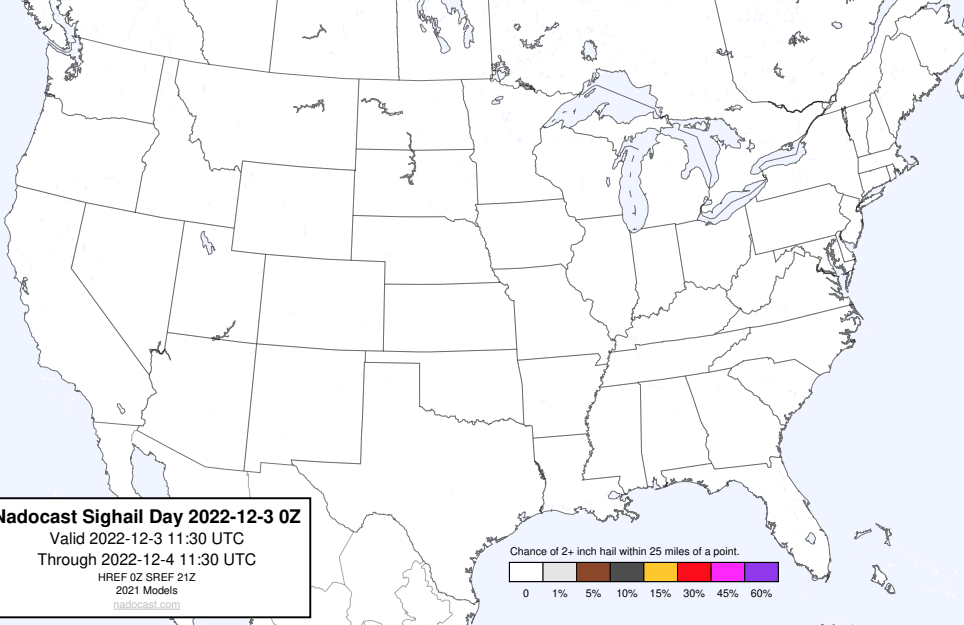 Nadocast Sighail Day 2022-12-3 0Z
Valid 2022-12-3 11:30 UTC
Through 2022-12-4 11:30 UTC
HREF 0Z SREF 21Z
2021 Models
nadocast.com
Chance of 2+ inch hail within 25 miles of a point.
0 1% 5% 10% 15% 30% 45% 60%